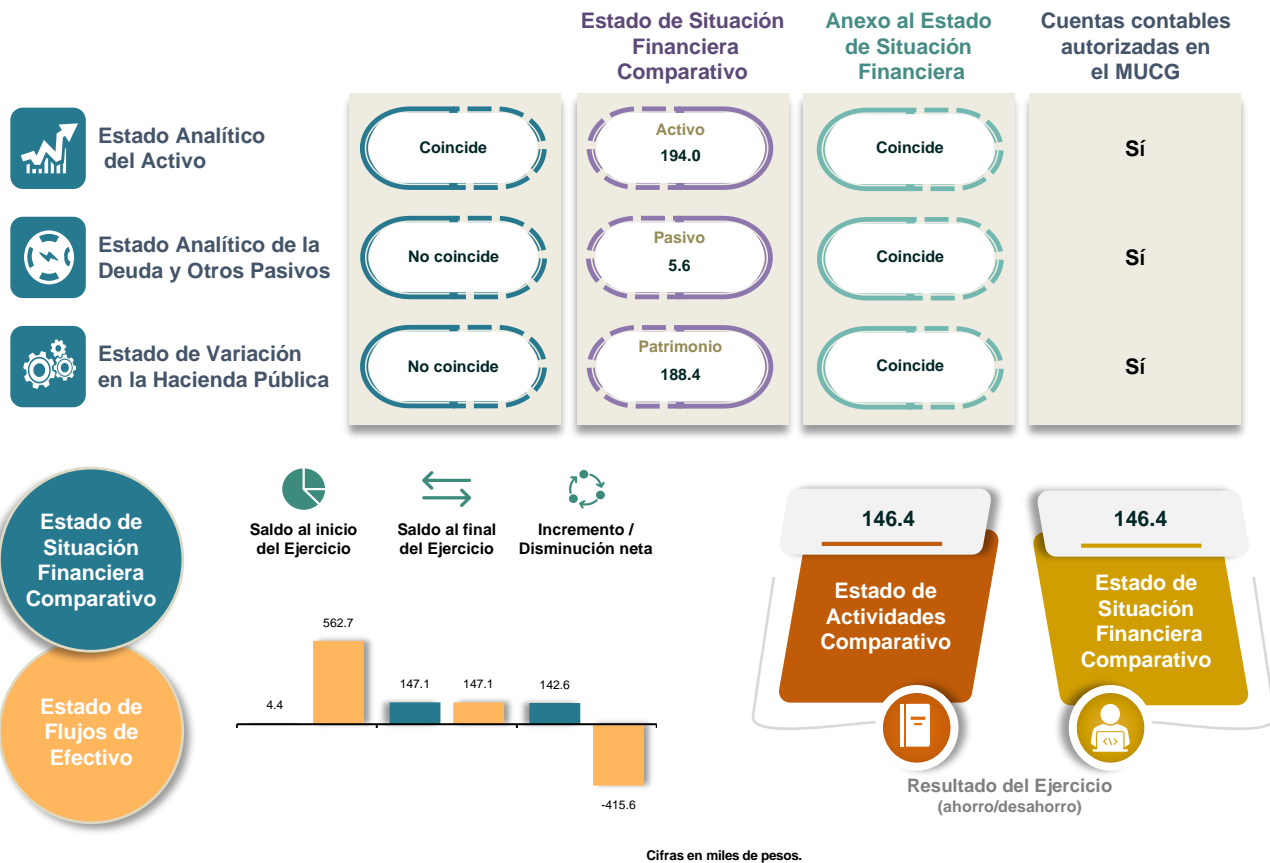 Estado de Situación
Financiera
Comparativo
Anexo al Estado
de Situación
Financiera
Cuentas contables
autorizadas en
el MUCG
Estado Analítico
del Activo
Coincide
Activo
194.0
Coincide
Sí
Estado Analítico de la
Deuda y Otros Pasivos
No coincide
Pasivo
5.6
Coincide
Sí
Estado de Variación
en la Hacienda Pública
No coincide
Patrimonio
188.4
Coincide
Sí
Estado de
Situación
Financiera
Comparativo
Estado de
Flujos de
Efectivo
Saldo al inicio
del Ejercicio
Saldo al final
del Ejercicio
Incremento /
Disminución neta
4.4
562.7
147.1
147.1
142.6
-415.6
146.4
Estado de
Actividades
Comparativo
146.4
Estado de
Situación
Financiera
Comparativo
Resultado del Ejercicio
(ahorro/desahorro)
Cifras en miles de pesos.